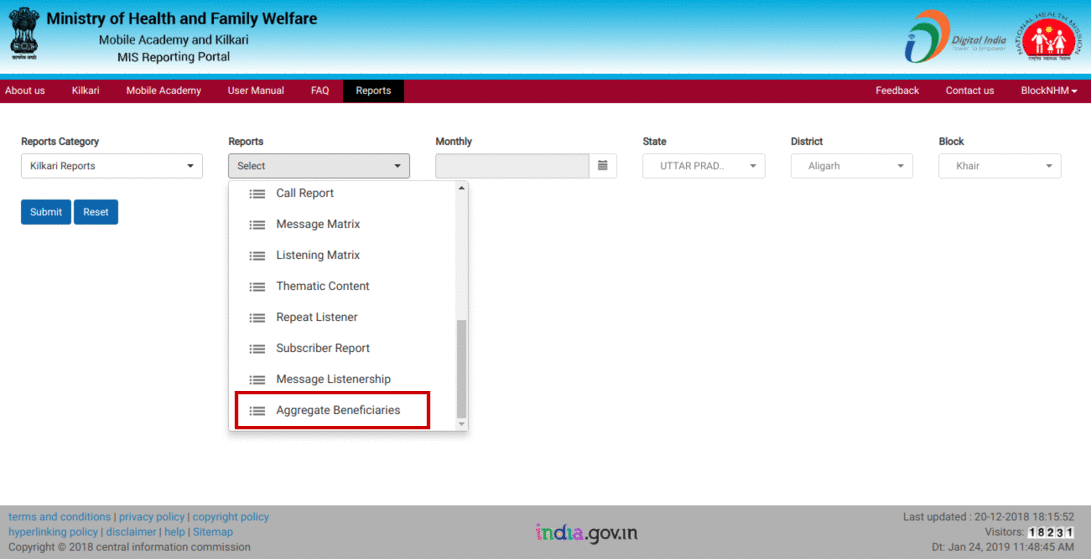 Ministry of Health and Family Welfare
Mobile Academy and Kilkari
MIS Reporting Portal
Digital India
Power To Empower
NATIONAL HEALTH MISSION
About us Kilkari Mobile Academy User Manual FAQ Reports Feedback Contact us BlockNHM
Reports Category Reports Monthly State District Block
Kilkari Reports Select UTTAR PRAD.. Aligarh Khair
Submit Reset
Call Report
Message Matrix
Listening Matrix
Thematic Content
Repeat Listener
Subscriber Report
Message Listenership
Aggregate Beneficiaries
terms and conditions | privacy policy | copyright policy
hyperlinking policy | disclaimer | help | Sitemap
Copyright © 2018 central information commission
india.gov.in
Last updated : 20-12-2018 18:15:52
Visitors: 18231
Dt: Jan 24, 2019 11:48:45 AM